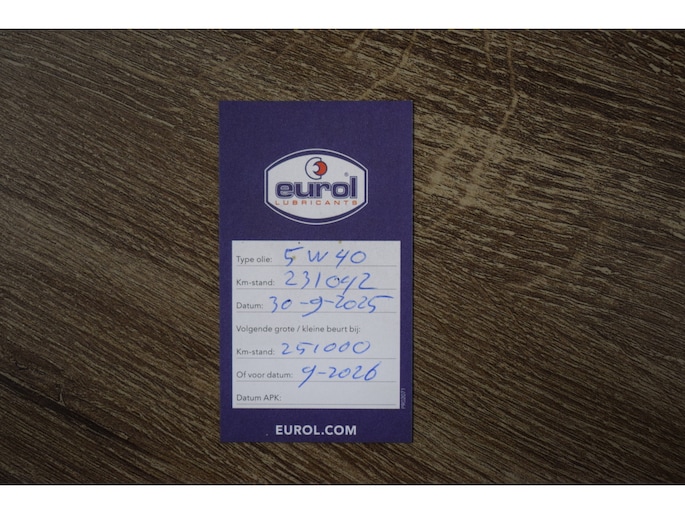 eurol
®
LUBRICANTS
Type olie: 5W40
Km-stand: 231042
Datum: 30-9-2025
Volgende grote / kleine beurt bij:
Km-stand: 251000
Of voor datum: 9-2026
Datum APK:
EUROL.COM